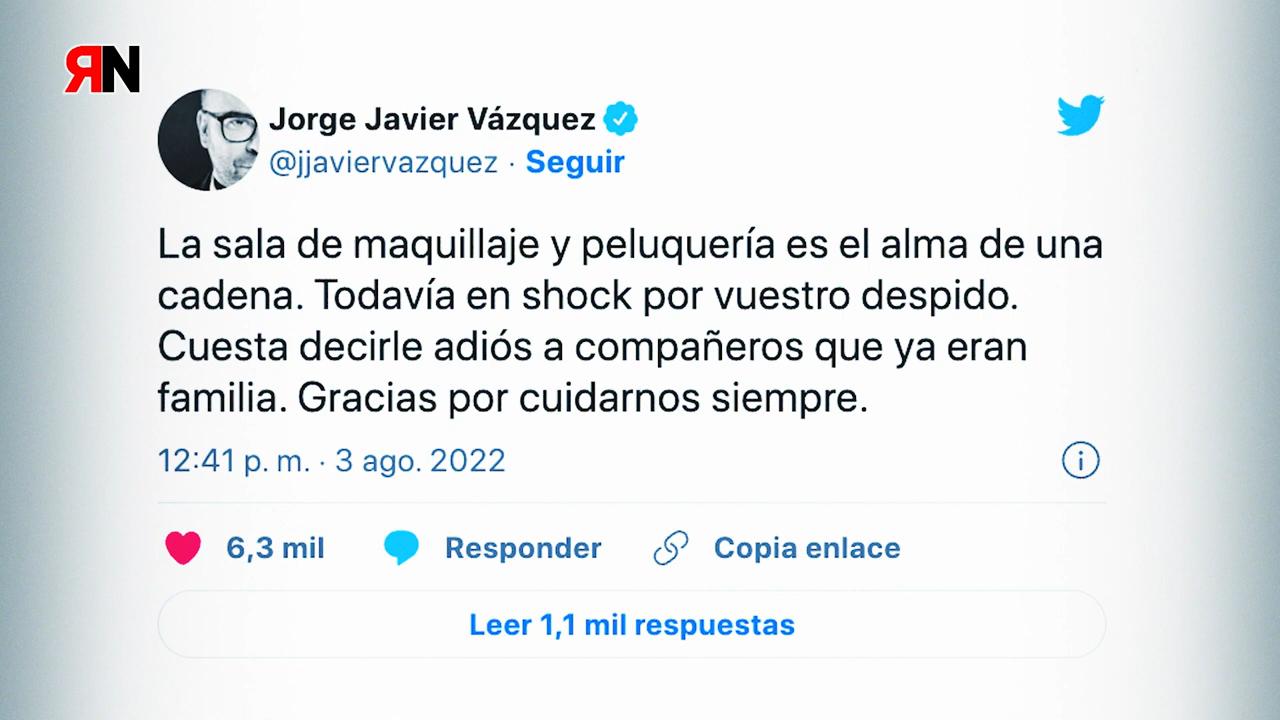 ЯN
Jorge Javier Vázquez
@jjaviervazquez · Seguir
La sala de maquillaje y peluquería es el alma de una
cadena. Todavía en shock por vuestro despido.
Cuesta decirle adiós a compañeros que ya eran
familia. Gracias por cuidarnos siempre.
12:41 p. m. · 3 ago. 2022
6,3 mil Responder Copia enlace
Leer 1,1 mil respuestas